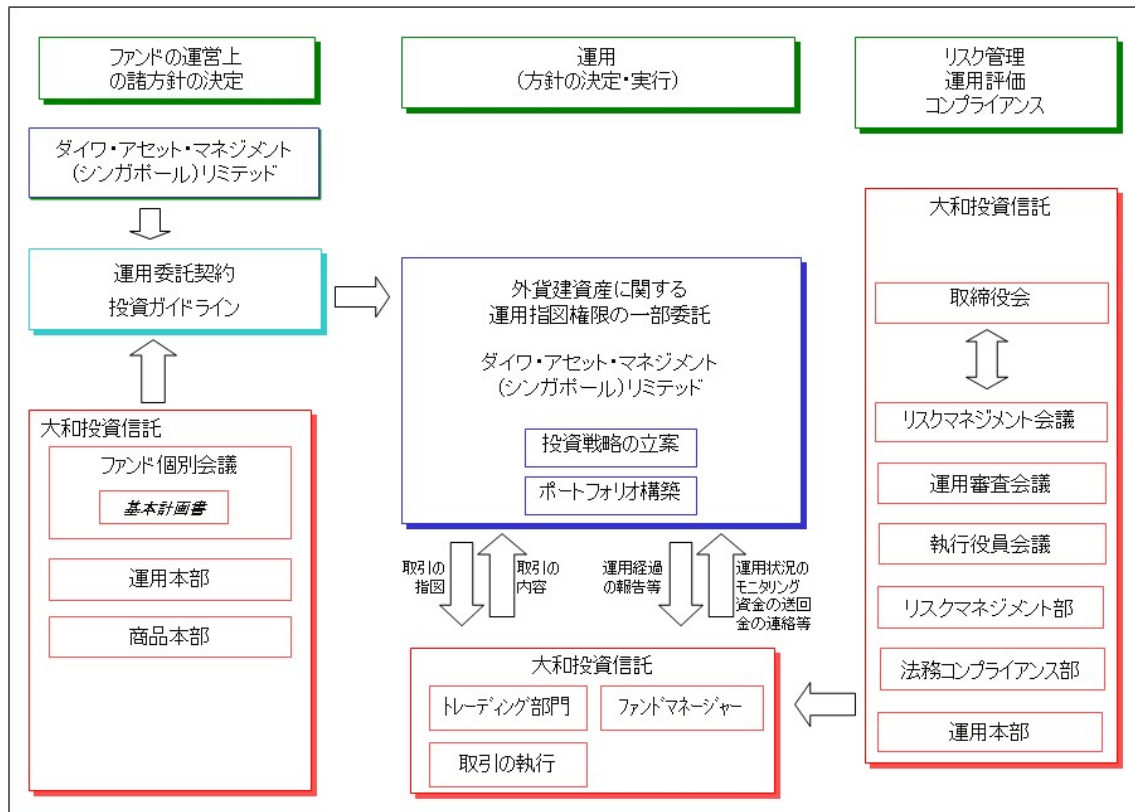 ファンドの運営上
の諸方針の決定
運用
(方針の決定・実行)
リスク管理
運用評価
コンプライアンス
ダイワ・アセット・マネジメント
(シンガポール)リミテッド
運用委託契約
投資ガイドライン
大和投資信託
ファンド個別会議
基本計画書
運用本部
商品本部
外貨建資産に関する
運用指図権限の一部委託
ダイワ・アセット・マネジメント
(シンガポール)リミテッド
投資戦略の立案
ポートフォリオ構築
取引の
指図
取引の
内容
運用経過
の報告等
運用状況の
モニタリング
資金の送回
金の連絡等
大和投資信託
トレーディング部門
ファンドマネージャー
取引の執行
大和投資信託
取締役会
リスクマネジメント会議
運用審査会議
執行役員会議
リスクマネジメント部
法務コンプライアンス部
運用本部